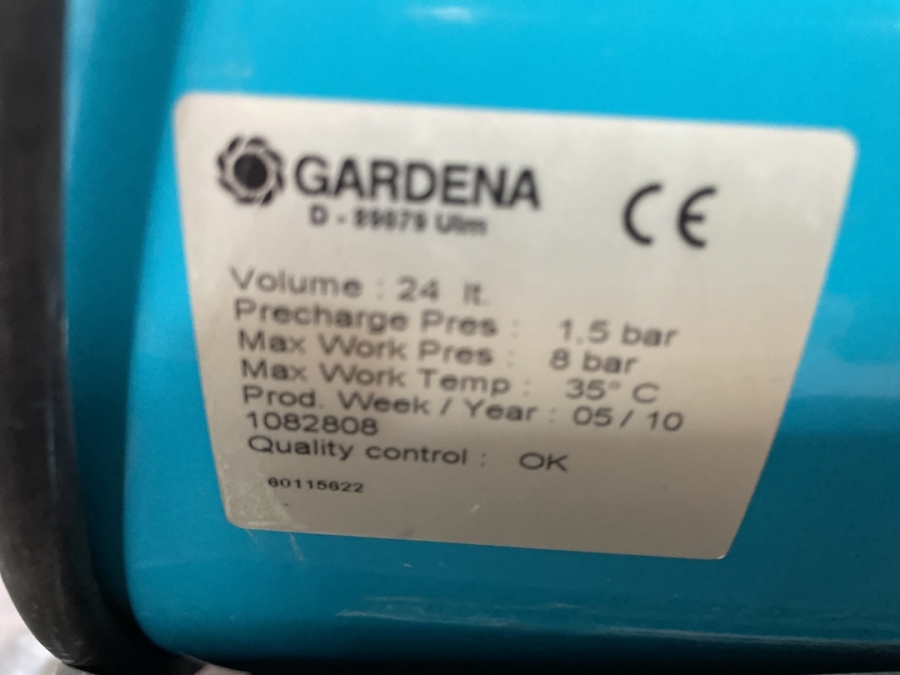 GARDENA
D - 89079 Ulm
CE
Volume : 24 lt.
Precharge Pres : 1.5 bar
Max Work Pres : 8 bar
Max Work Temp : 35° C
Prod. Week / Year : 05 / 10
1082808
Quality control : OK
60115622